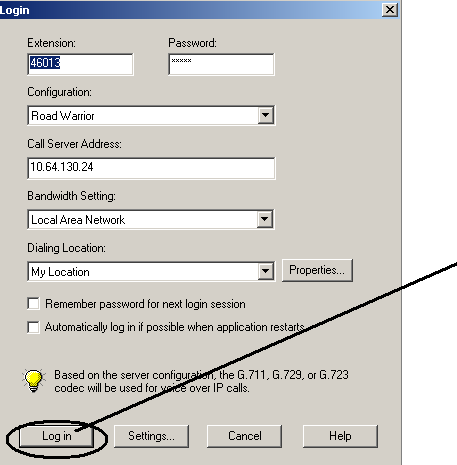 Login
Extension: Password:
46013 *****
Configuration:
Road Warrior
Call Server Address:
10.64.130.24
Bandwidth Setting:
Local Area Network
Dialing Location:
My Location Properties...
Remember password for next login session
Automatically log in if possible when application restarts
Based on the server configuration, the G.711, G.729, or G.723
codec will be used for voice over IP calls.
Log in Settings... Cancel Help